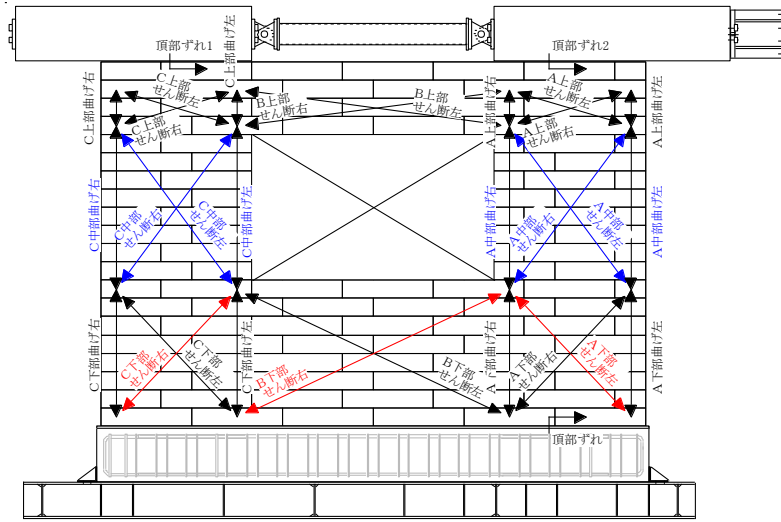 頂部ずれ1
頂部ずれ2
C上部曲げ右
C上部
せん断左
C上部曲げ左
B上部
せん断右
B上部
せん断左
A上部曲げ右
A上部
せん断左
A上部曲げ左
C上部
せん断右
A上部
せん断右
C中部曲げ右
C中部
せん断右
C中部
せん断左
C中部曲げ左
A中部曲げ右
A中部
せん断右
A中部
せん断左
A中部曲げ左
C下部曲げ右
C下部
せん断右
C下部
せん断左
C下部曲げ左
B下部
せん断右
B下部
せん断左
A下部曲げ右
A下部
せん断右
A下部
せん断左
A下部曲げ左
頂部ずれ